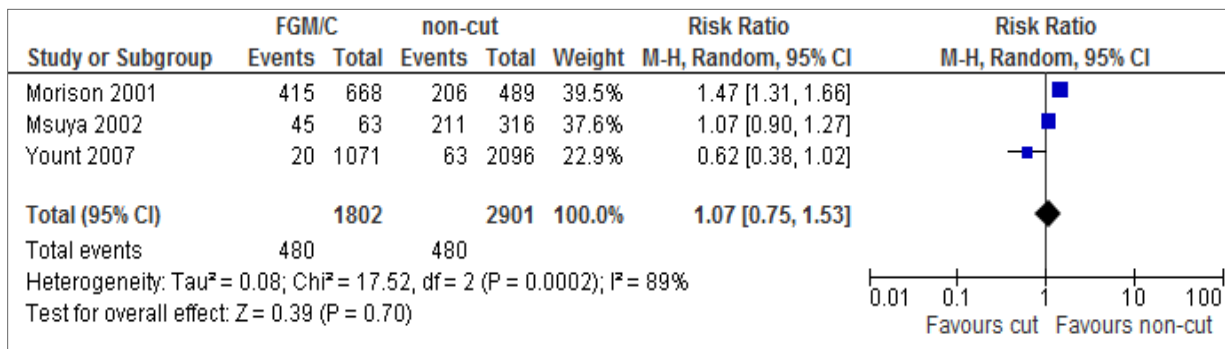 FGM/C non-cut Risk Ratio Risk Ratio
Study or Subgroup Events Total Events Total Weight M-H, Random, 95% CI M-H, Random, 95% CI
Morison 2001 415 668 206 489 39.5% 1.47 [1.31, 1.66]
Msuya 2002 45 63 211 316 37.6% 1.07 [0.90, 1.27]
Yount 2007 20 1071 63 2096 22.9% 0.62 [0.38, 1.02]
Total (95% CI) 1802 2901 100.0% 1.07 [0.75, 1.53]
Total events 480 480
Heterogeneity: Tau² = 0.08; Chi² = 17.52, df = 2 (P = 0.0002); I² = 89%
Test for overall effect: Z = 0.39 (P = 0.70)
0.01 0.1 1 10 100
Favours cut Favours non-cut